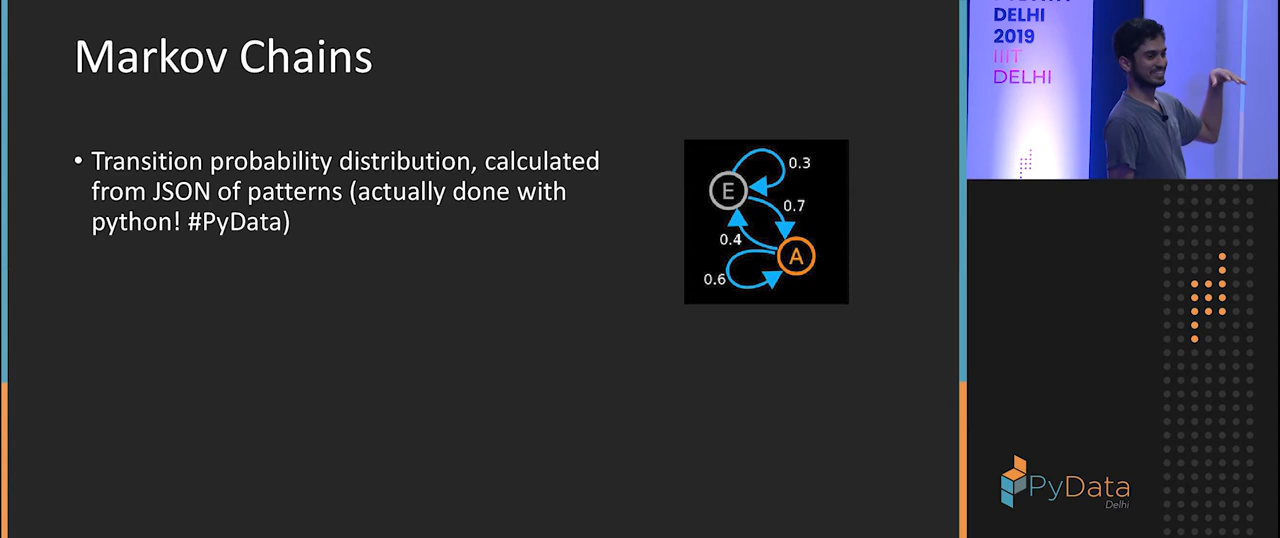 Markov Chains
• Transition probability distribution, calculated
from JSON of patterns (actually done with
python! #PyData)
E
0.3
0.7
0.4
A
0.6
DELHI
2019
IIIT
DELHI
PyData
Delhi